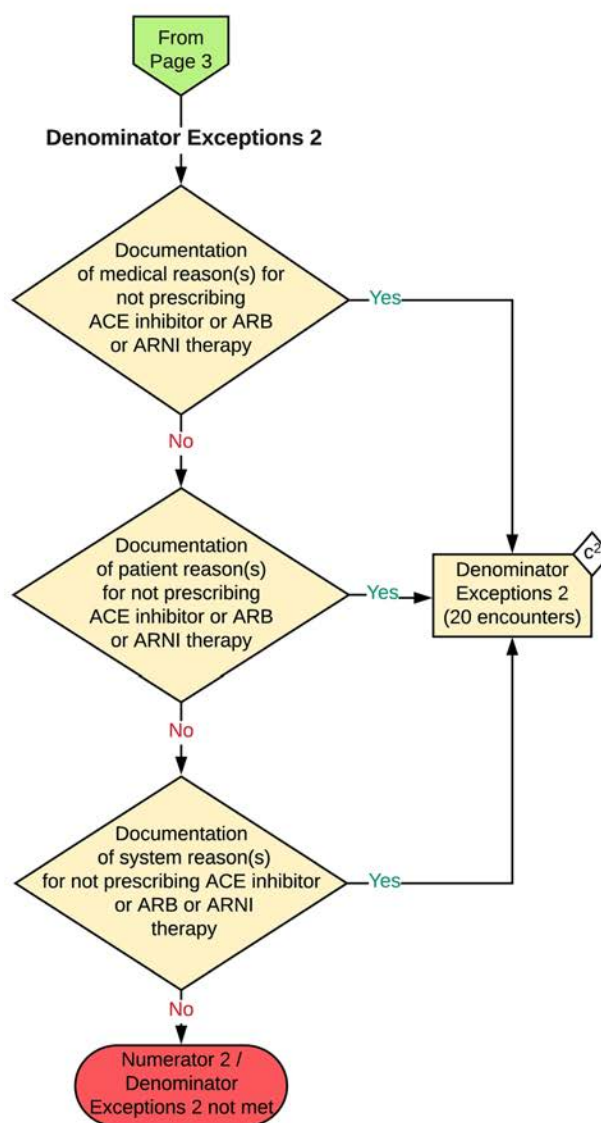 From
Page 3
Denominator Exceptions 2
Documentation
of medical reason(s) for
not prescribing
ACE inhibitor or ARB
or ARNI therapy
Yes
No
Documentation
of patient reason(s)
for not prescribing
ACE inhibitor or ARB
or ARNI therapy
Yes
c²
Denominator
Exceptions 2
(20 encounters)
No
Documentation
of system reason(s)
for not prescribing ACE inhibitor
or ARB or ARNI
therapy
Yes
No
Numerator 2 /
Denominator
Exceptions 2 not met